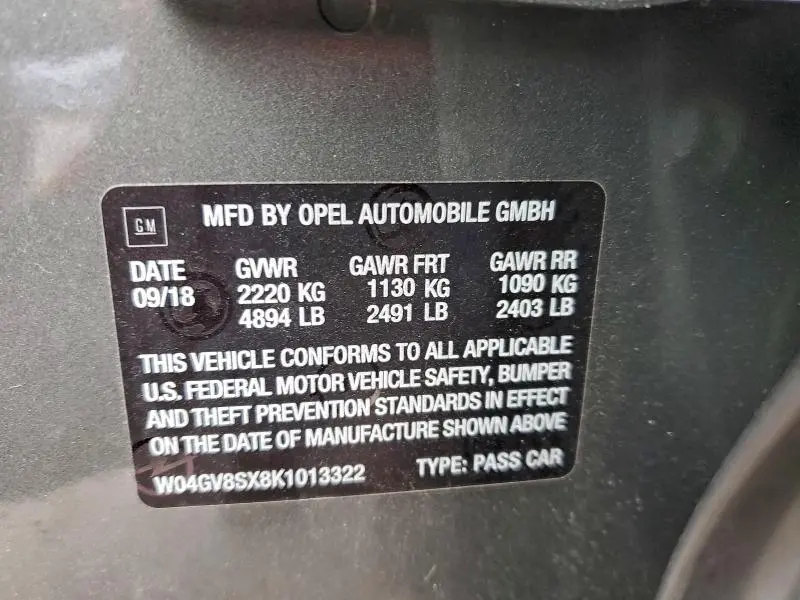 GM
MFD BY OPEL AUTOMOBILE GMBH
DATE GVWR GAWR FRT GAWR RR
09/18 2220 KG 1130 KG 1090 KG
4894 LB 2491 LB 2403 LB
THIS VEHICLE CONFORMS TO ALL APPLICABLE
U.S. FEDERAL MOTOR VEHICLE SAFETY, BUMPER
AND THEFT PREVENTION STANDARDS IN EFFECT
ON THE DATE OF MANUFACTURE SHOWN ABOVE
W04GV8SX8K1013322 TYPE: PASS CAR